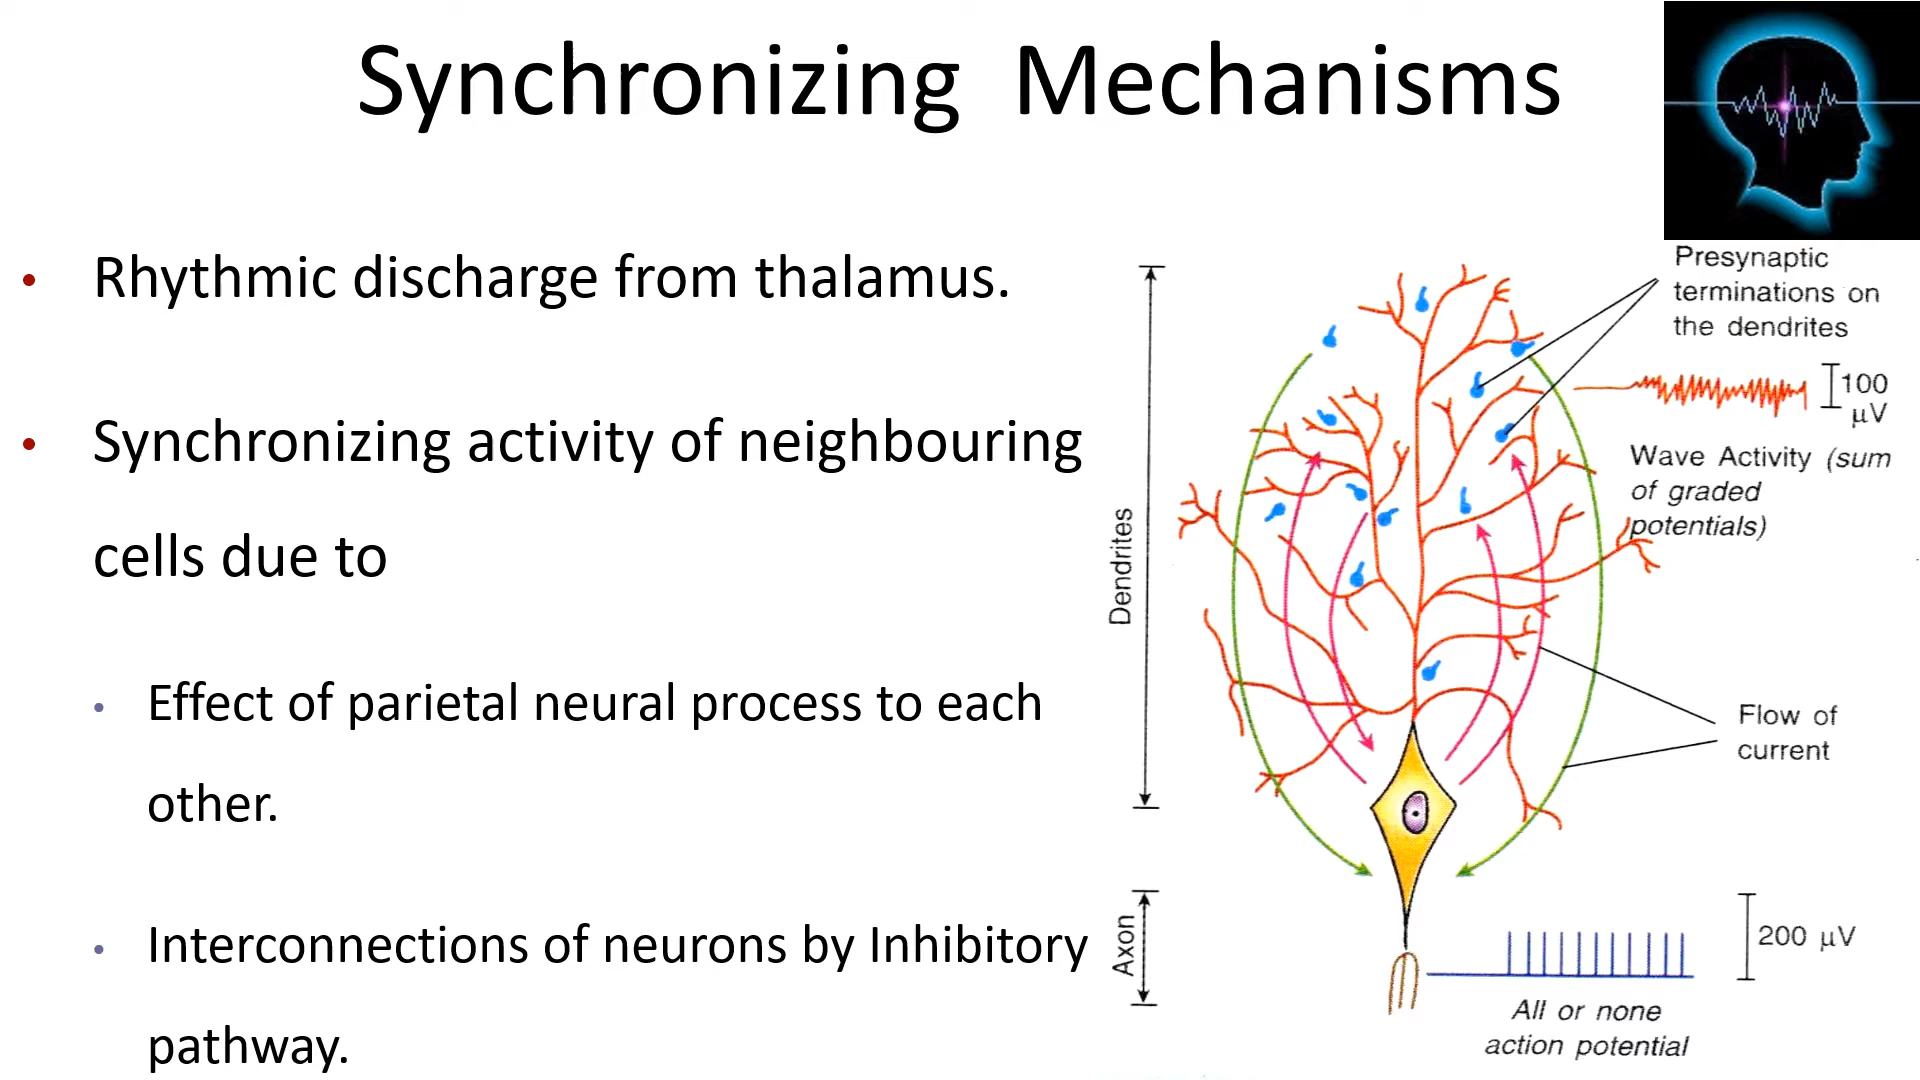 Synchronizing Mechanisms
• Rhythmic discharge from thalamus.
• Synchronizing activity of neighbouring
cells due to
• Effect of parietal neural process to each
other.
• Interconnections of neurons by Inhibitory
pathway.
Presynaptic
terminations on
the dendrites
100
μV
Wave Activity (sum
of graded
potentials)
Dendrites
Flow of
current
Axon
200 μV
All or none
action potential